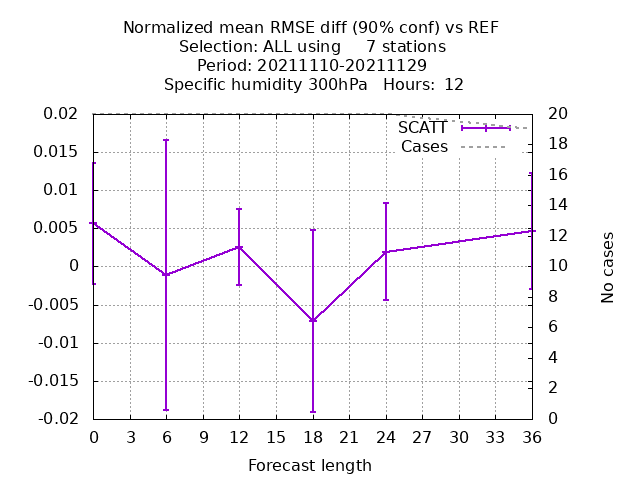 Normalized mean RMSE diff (90% conf) vs REF
Selection: ALL using     7 stations
Period: 20211110-20211129
Specific humidity 300hPa   Hours:  12
SCATT
Cases
0.02
0.015
0.01
0.005
0
-0.005
-0.01
-0.015
-0.02
20
18
16
14
12
10
8
6
4
2
0
No cases
0 3 6 9 12 15 18 21 24 27 30 33 36
Forecast length